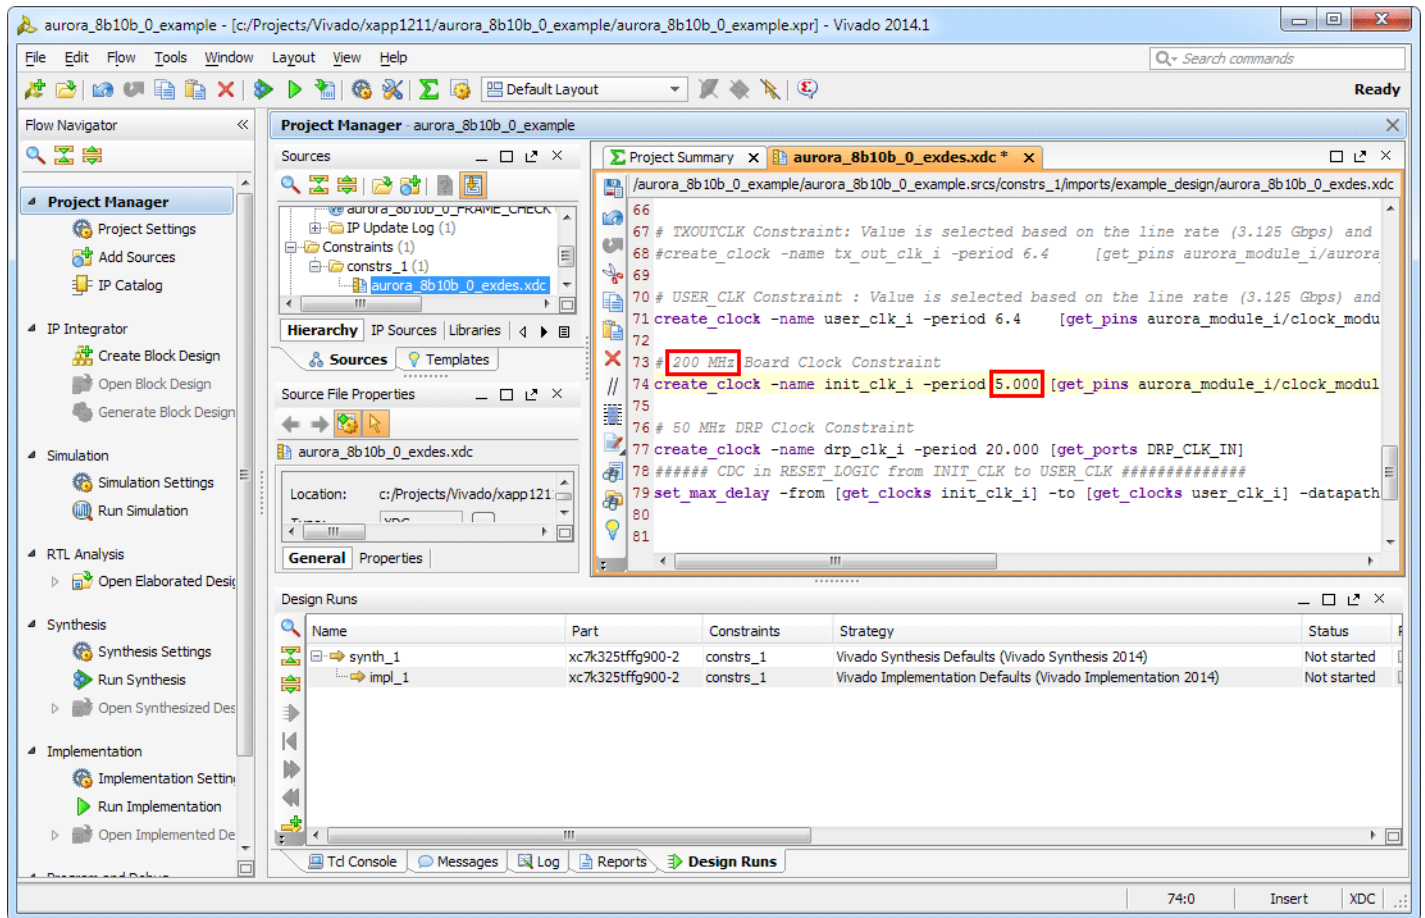 aurora_8b10b_0_example - [c:/Projects/Vivado/xapp1211/aurora_8b10b_0_example/aurora_8b10b_0_example.xpr] - Vivado 2014.1
File Edit Flow Tools Window Layout View Help
Search commands
Default Layout
Ready
Flow Navigator
Project Manager - aurora_8b10b_0_example
Project Manager
Project Settings
Add Sources
IP Catalog
IP Integrator
Create Block Design
Open Block Design
Generate Block Design
Simulation
Simulation Settings
Run Simulation
RTL Analysis
Open Elaborated Desig
Synthesis
Synthesis Settings
Run Synthesis
Open Synthesized Des
Implementation
Implementation Settin
Run Implementation
Open Implemented De
Program and Debug
Sources
aurora_8b10b_0_FRAME_CHECK
IP Update Log (1)
Constraints (1)
constrs_1 (1)
aurora_8b10b_0_exdes.xdc
Hierarchy IP Sources Libraries
Sources Templates
Source File Properties
aurora_8b10b_0_exdes.xdc
Location: c:/Projects/Vivado/xapp121
Type: XDC
General Properties
Project Summary aurora_8b10b_0_exdes.xdc *
/aurora_8b10b_0_example/aurora_8b10b_0_example.srcs/constrs_1/imports/example_design/aurora_8b10b_0_exdes.xdc
66
67 # TXOUTCLK Constraint: Value is selected based on the line rate (3.125 Gbps) and
68 #create_clock -name tx_out_clk_i -period 6.4 [get_pins aurora_module_i/aurora_
69
70 # USER_CLK Constraint : Value is selected based on the line rate (3.125 Gbps) and
71 create_clock -name user_clk_i -period 6.4 [get_pins aurora_module_i/clock_modu
72
73 # 200 MHz Board Clock Constraint
74 create_clock -name init_clk_i -period 5.000 [get_pins aurora_module_i/clock_modul
75
76 # 50 MHz DRP Clock Constraint
77 create_clock -name drp_clk_i -period 20.000 [get_ports DRP_CLK_IN]
78 ###### CDC in RESET_LOGIC from INIT_CLK to USER_CLK ##############
79 set_max_delay -from [get_clocks init_clk_i] -to [get_clocks user_clk_i] -datapath
80
81
Design Runs
Name Part Constraints Strategy Status
synth_1 xc7k325tffg900-2 constrs_1 Vivado Synthesis Defaults (Vivado Synthesis 2014) Not started
impl_1 xc7k325tffg900-2 constrs_1 Vivado Implementation Defaults (Vivado Implementation 2014) Not started
Tcl Console Messages Log Reports Design Runs
74:0 Insert XDC